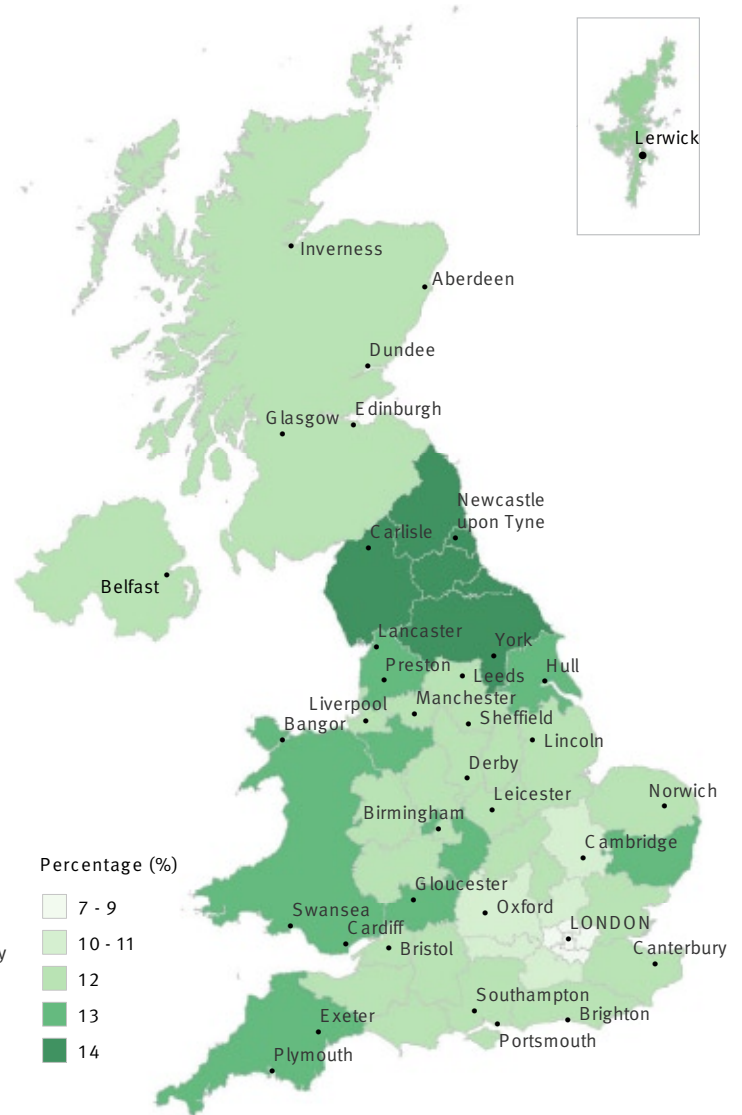 Lerwick
Inverness
Aberdeen
Dundee
Edinburgh
Glasgow
Newcastle
upon Tyne
Carlisle
Belfast
Lancaster
York
Preston
Leeds
Hull
Liverpool
Manchester
Bangor
Sheffield
Lincoln
Derby
Leicester
Norwich
Birmingham
Cambridge
Percentage (%)
7 - 9
10 - 11
12
13
14
Gloucester
Oxford
Swansea
LONDON
Cardiff
Bristol
Canterbury
y
Southampton
Exeter
Brighton
Portsmouth
Plymouth